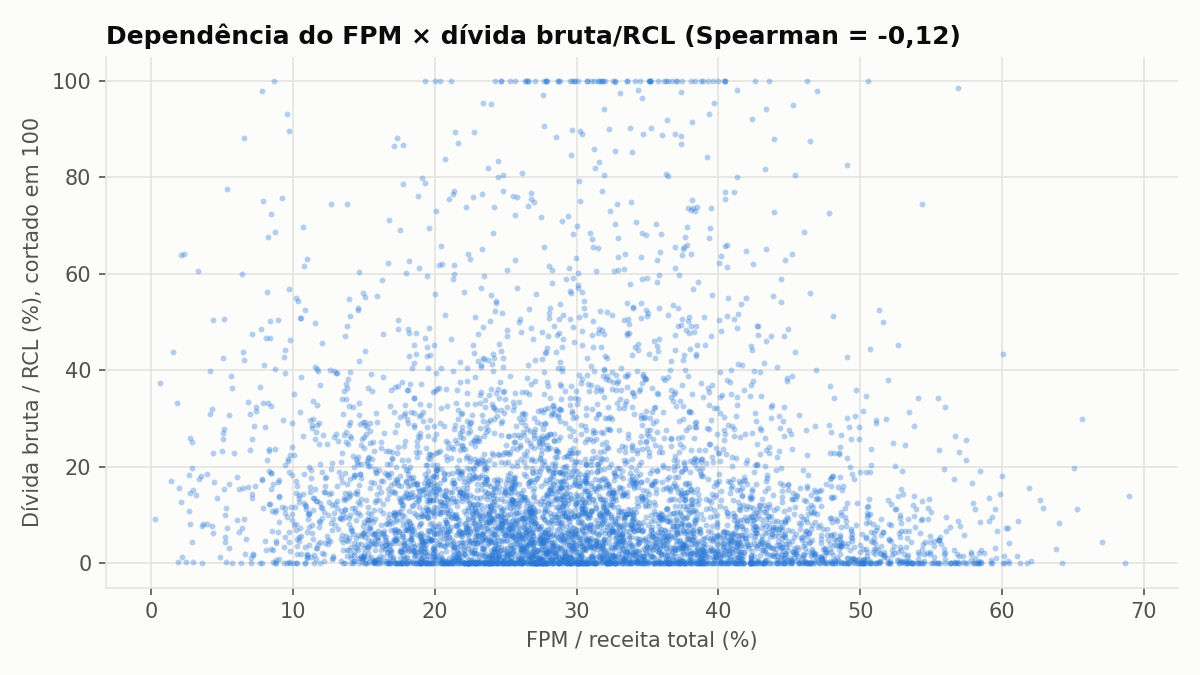 Dependência do FPM × dívida bruta/RCL (Spearman = -0,12)
Dívida bruta / RCL (%), cortado em 100
100
80
60
40
20
0
0 10 20 30 40 50 60 70
FPM / receita total (%)